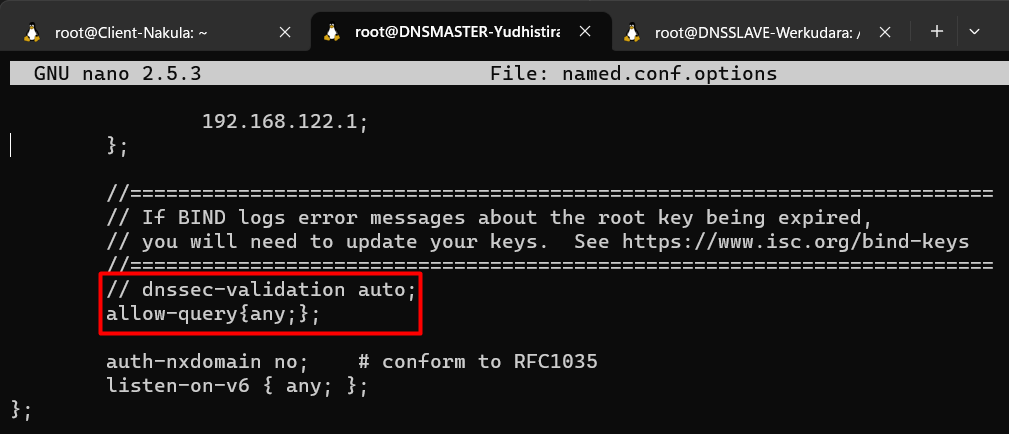 root@Client-Nakula: ~
root@DNSMASTER-Yudhistira
root@DNSSLAVE-Werkudara: /
GNU nano 2.5.3 File: named.conf.options
192.168.122.1;
};
//========================================================================
// If BIND logs error messages about the root key being expired,
// you will need to update your keys.  See https://www.isc.org/bind-keys
//========================================================================
// dnssec-validation auto;
allow-query{any;};
auth-nxdomain no;    # conform to RFC1035
listen-on-v6 { any; };
};